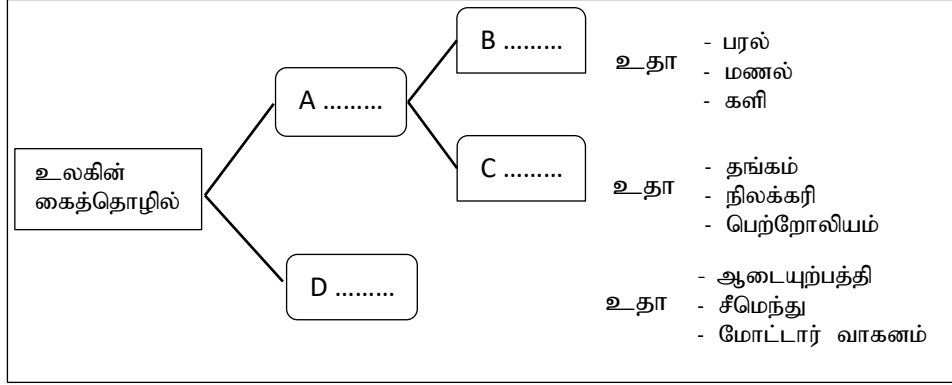 உலகின்
கைத்தொழில்
A .........
B .........
உதா
- பரல்
- மணல்
- களி
C .........
உதா
- தங்கம்
- நிலக்கரி
- பெற்றோலியம்
D .........
உதா
- ஆடையுற்பத்தி
- சீமெந்து
- மோட்டார் வாகனம்